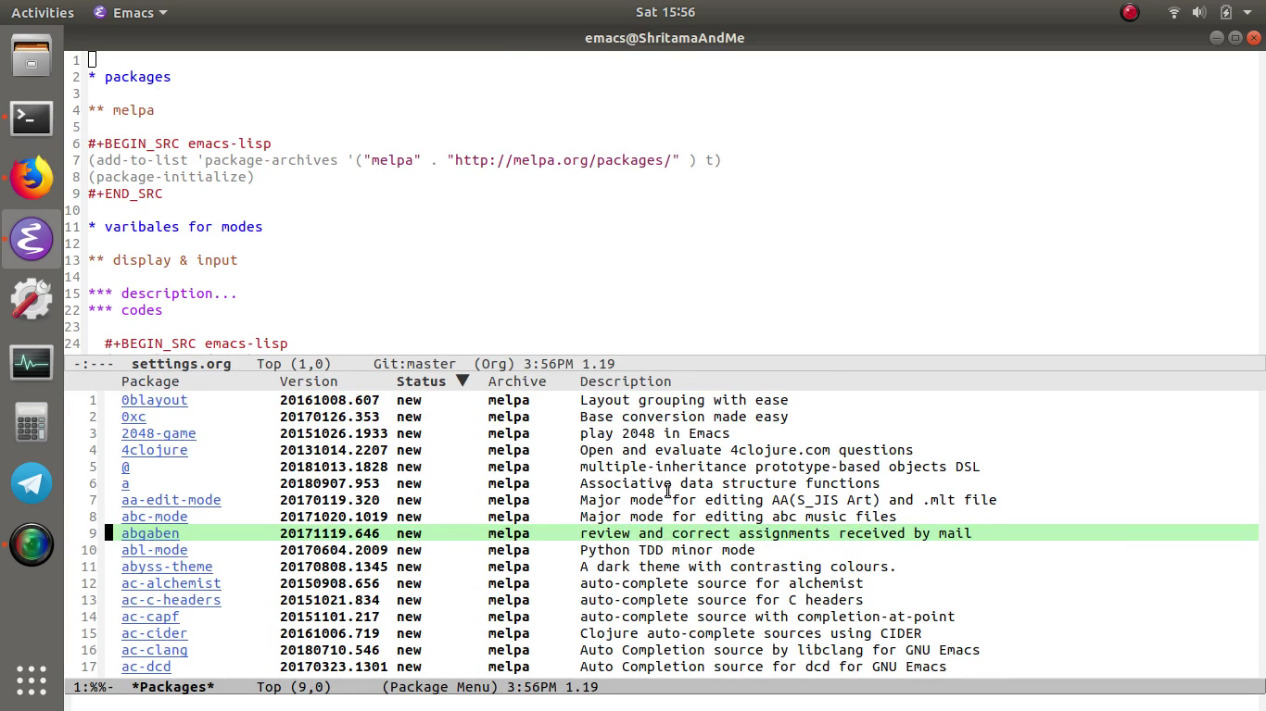 Activities Emacs Sat 15:56
emacs@ShritamaAndMe
1
2 * packages
3
4 ** melpa
5
6 #+BEGIN_SRC emacs-lisp
7 (add-to-list 'package-archives '("melpa" . "http://melpa.org/packages/" ) t)
8 (package-initialize)
9 #+END_SRC
10
11 * varibales for modes
12
13 ** display & input
14
15 *** description...
22 *** codes
23
24 #+BEGIN_SRC emacs-lisp
-:--- settings.org Top (1,0) Git:master (Org) 3:56PM 1.19
Package Version Status ▼ Archive Description
1 0blayout 20161008.607 new melpa Layout grouping with ease
2 0xc 20170126.353 new melpa Base conversion made easy
3 2048-game 20151026.1933 new melpa play 2048 in Emacs
4 4clojure 20131014.2207 new melpa Open and evaluate 4clojure.com questions
5 @ 20181013.1828 new melpa multiple-inheritance prototype-based objects DSL
6 a 20180907.953 new melpa Associative data structure functions
7 aa-edit-mode 20170119.320 new melpa Major mode for editing AA(S_JIS Art) and .mlt file
8 abc-mode 20171020.1019 new melpa Major mode for editing abc music files
9 abgaben 20171119.646 new melpa review and correct assignments received by mail
10 abl-mode 20170604.2009 new melpa Python TDD minor mode
11 abyss-theme 20170808.1345 new melpa A dark theme with contrasting colours.
12 ac-alchemist 20150908.656 new melpa auto-complete source for alchemist
13 ac-c-headers 20151021.834 new melpa auto-complete source for C headers
14 ac-capf 20151101.217 new melpa auto-complete source with completion-at-point
15 ac-cider 20161006.719 new melpa Clojure auto-complete sources using CIDER
16 ac-clang 20180710.546 new melpa Auto Completion source by libclang for GNU Emacs
17 ac-dcd 20170323.1301 new melpa Auto Completion source for dcd for GNU Emacs
1:%%- *Packages* Top (9,0) (Package Menu) 3:56PM 1.19